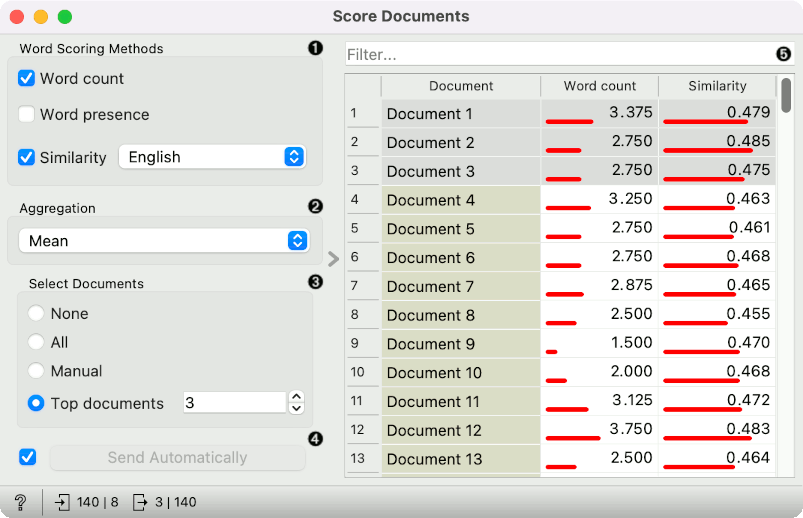 Score Documents
Word Scoring Methods ❶
Word count
Word presence
Similarity English
Aggregation ❷
Mean
Select Documents ❸
None
All
Manual
Top documents 3
❹
Send Automatically
Filter... ❺
Document Word count Similarity
1 Document 1 3.375 0.479
2 Document 2 2.750 0.485
3 Document 3 2.750 0.475
4 Document 4 3.250 0.463
5 Document 5 2.750 0.461
6 Document 6 2.750 0.468
7 Document 7 2.875 0.465
8 Document 8 2.500 0.455
9 Document 9 1.500 0.470
10 Document 10 2.000 0.468
11 Document 11 3.125 0.472
12 Document 12 3.750 0.483
13 Document 13 2.500 0.464
? 140 | 8 3 | 140